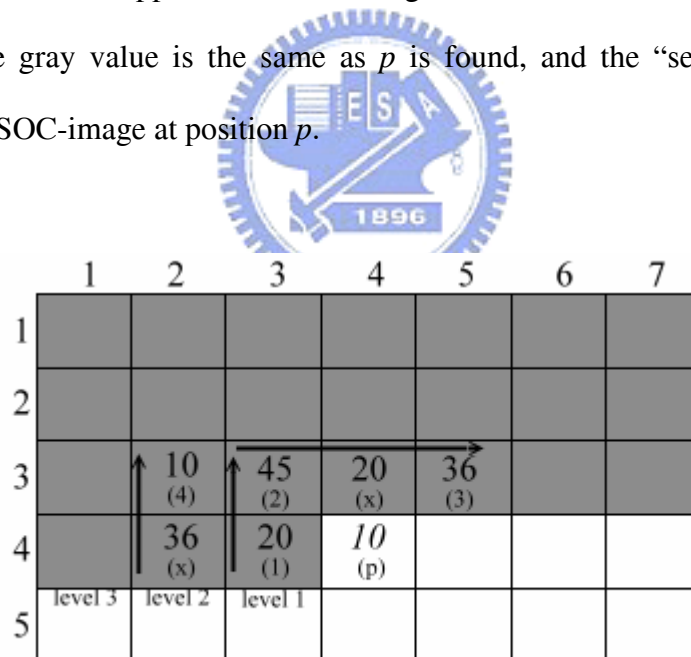 e gray value is the same as p is found, and the “se
SOC-image at position p.
E S A
1896
1 2 3 4 5 6 7
1
2
3 10 45 20 36
(4) (2) (x) (3)
4 36 20 10
(x) (1) (p)
level 3 level 2 level 1
5